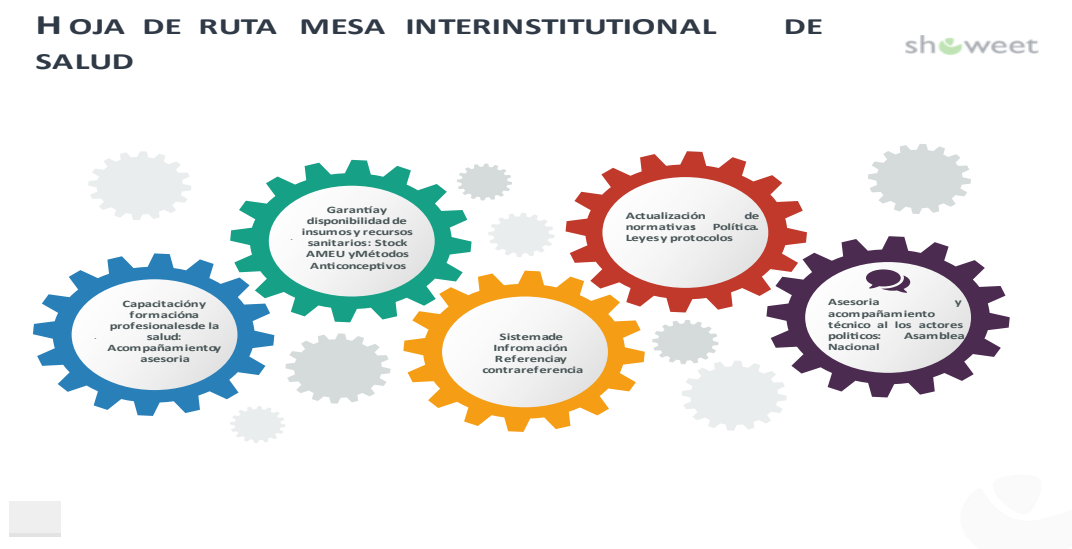 HOJA DE RUTA MESA INTERINSTITUCIONAL DE
SALUD
showeet
Capacitacióny
formacióna
profesionalesde la
salud:
Acompañamientoy
asesoria
Garantíay
disponibilidad de
insumos y recursos
sanitarios: Stock
AMEU yMétodos
Anticonceptivos
Sistemade
Infromación
Referenciay
contrareferencia
Actualización de
normativas Política.
Leyes y protocolos
Asesoria y
acompañamiento
técnico al los actores
politicos: Asamblea
Nacional